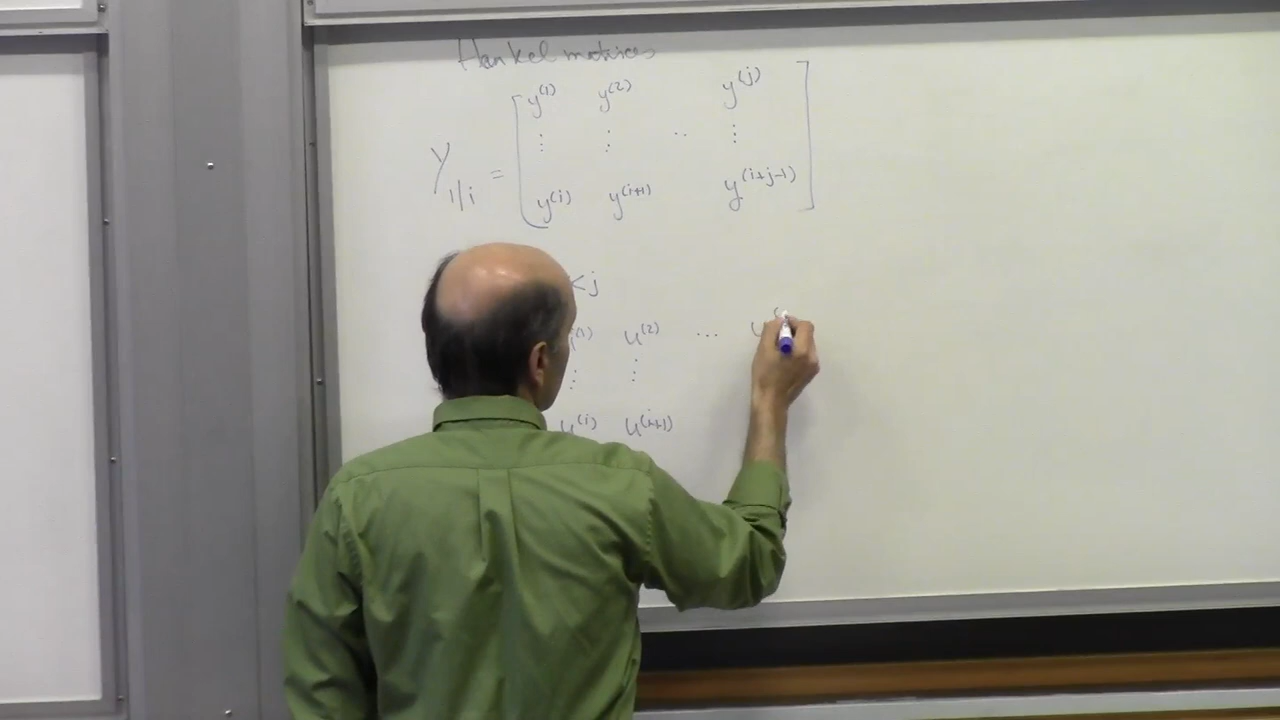 Hankel matrices
y^(1) y^(2) y^(j)
⋮ ⋮ ·· ⋮
Y_1/i =
y^(i) y^(i+1) y^(i+j-1)
< j
u^(2) ...
⋮ ⋮
u^(i) u^(i+1)